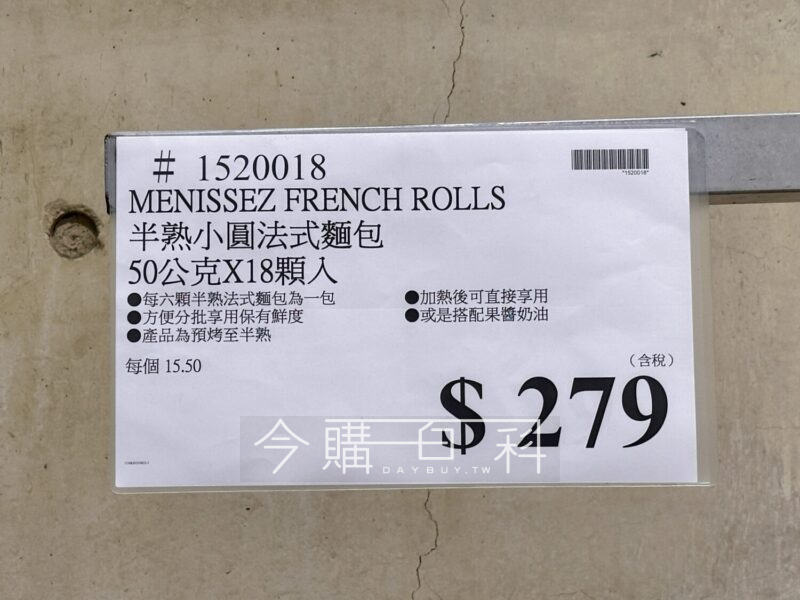 # 1520018
*1520018*
MENISSEZ FRENCH ROLLS
半熟小圓法式麵包
50公克X18顆入
●每六顆半熟法式麵包為一包
●方便分批享用保有鮮度
●產品為預烤至半熟
●加熱後可直接享用
●或是搭配果醬奶油
每個 15.50
(含稅)
$ 279
今購百科
DAYBUY.TW